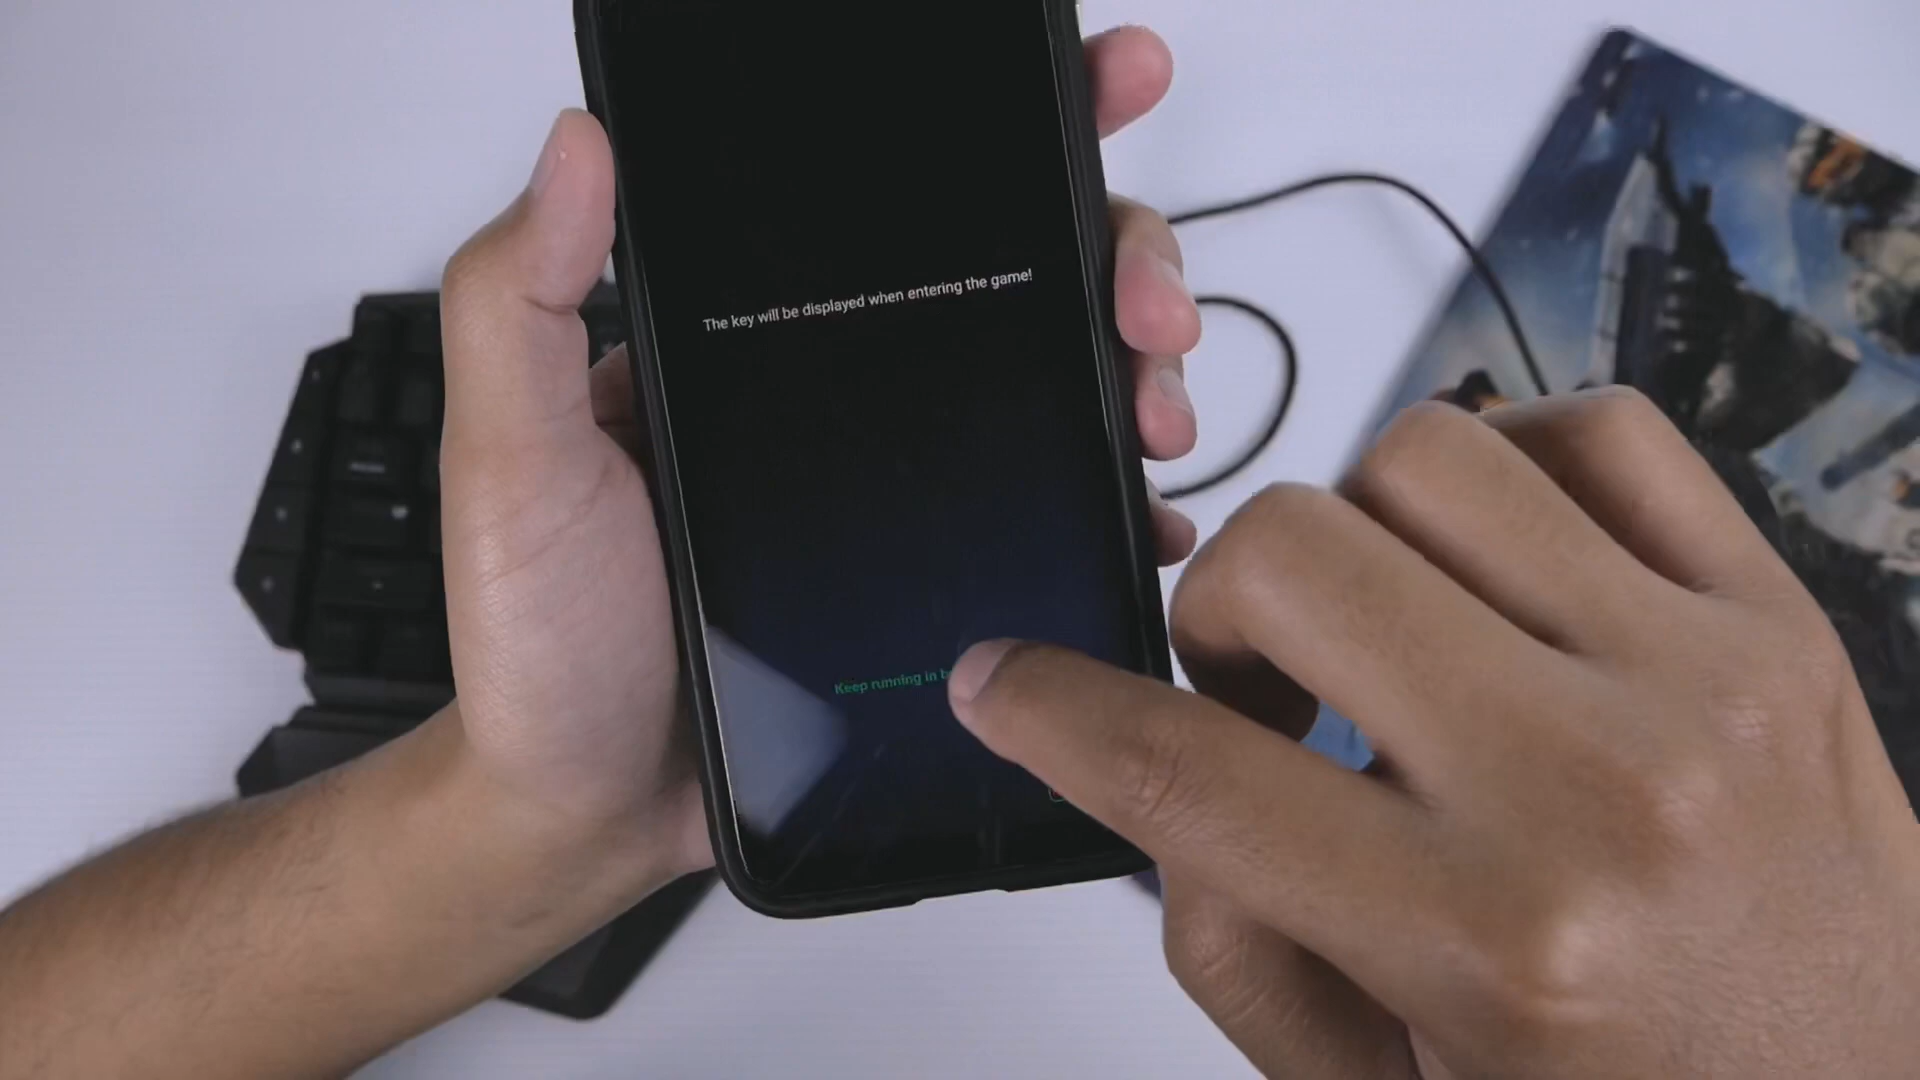 The key will be displayed when entering the game!
Keep running in